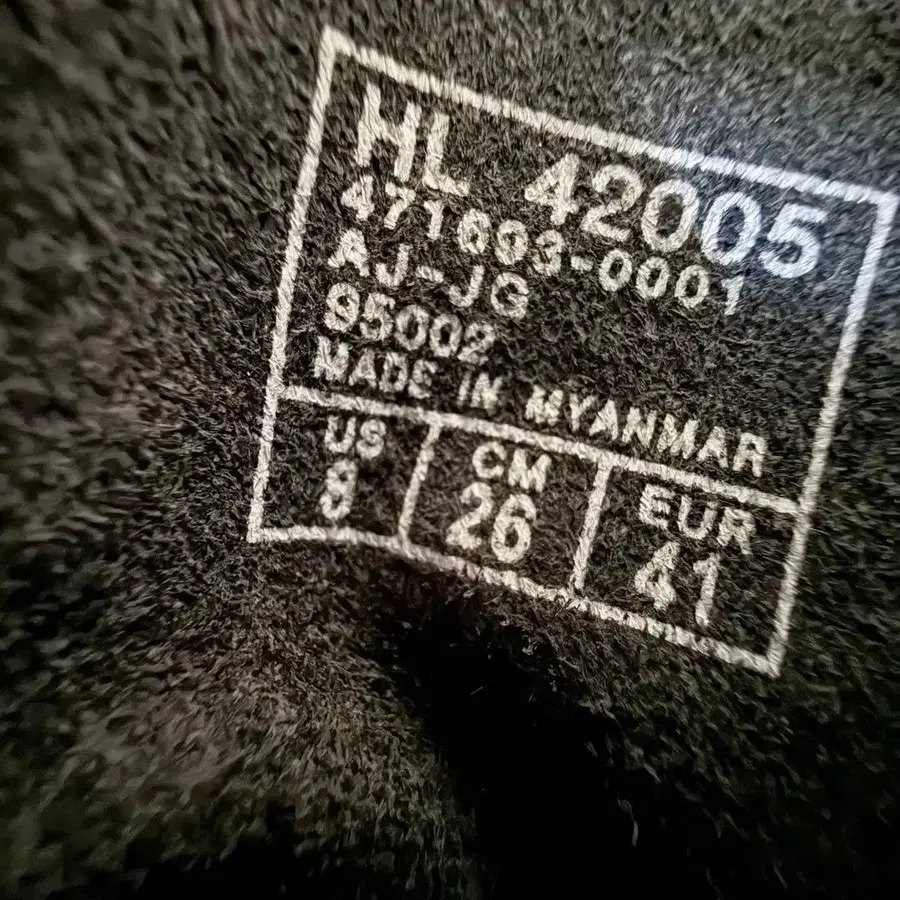 HL 42005
471693-0001
AJ-JG
95002
MADE IN MYANMAR
US CM EUR
8 26 41